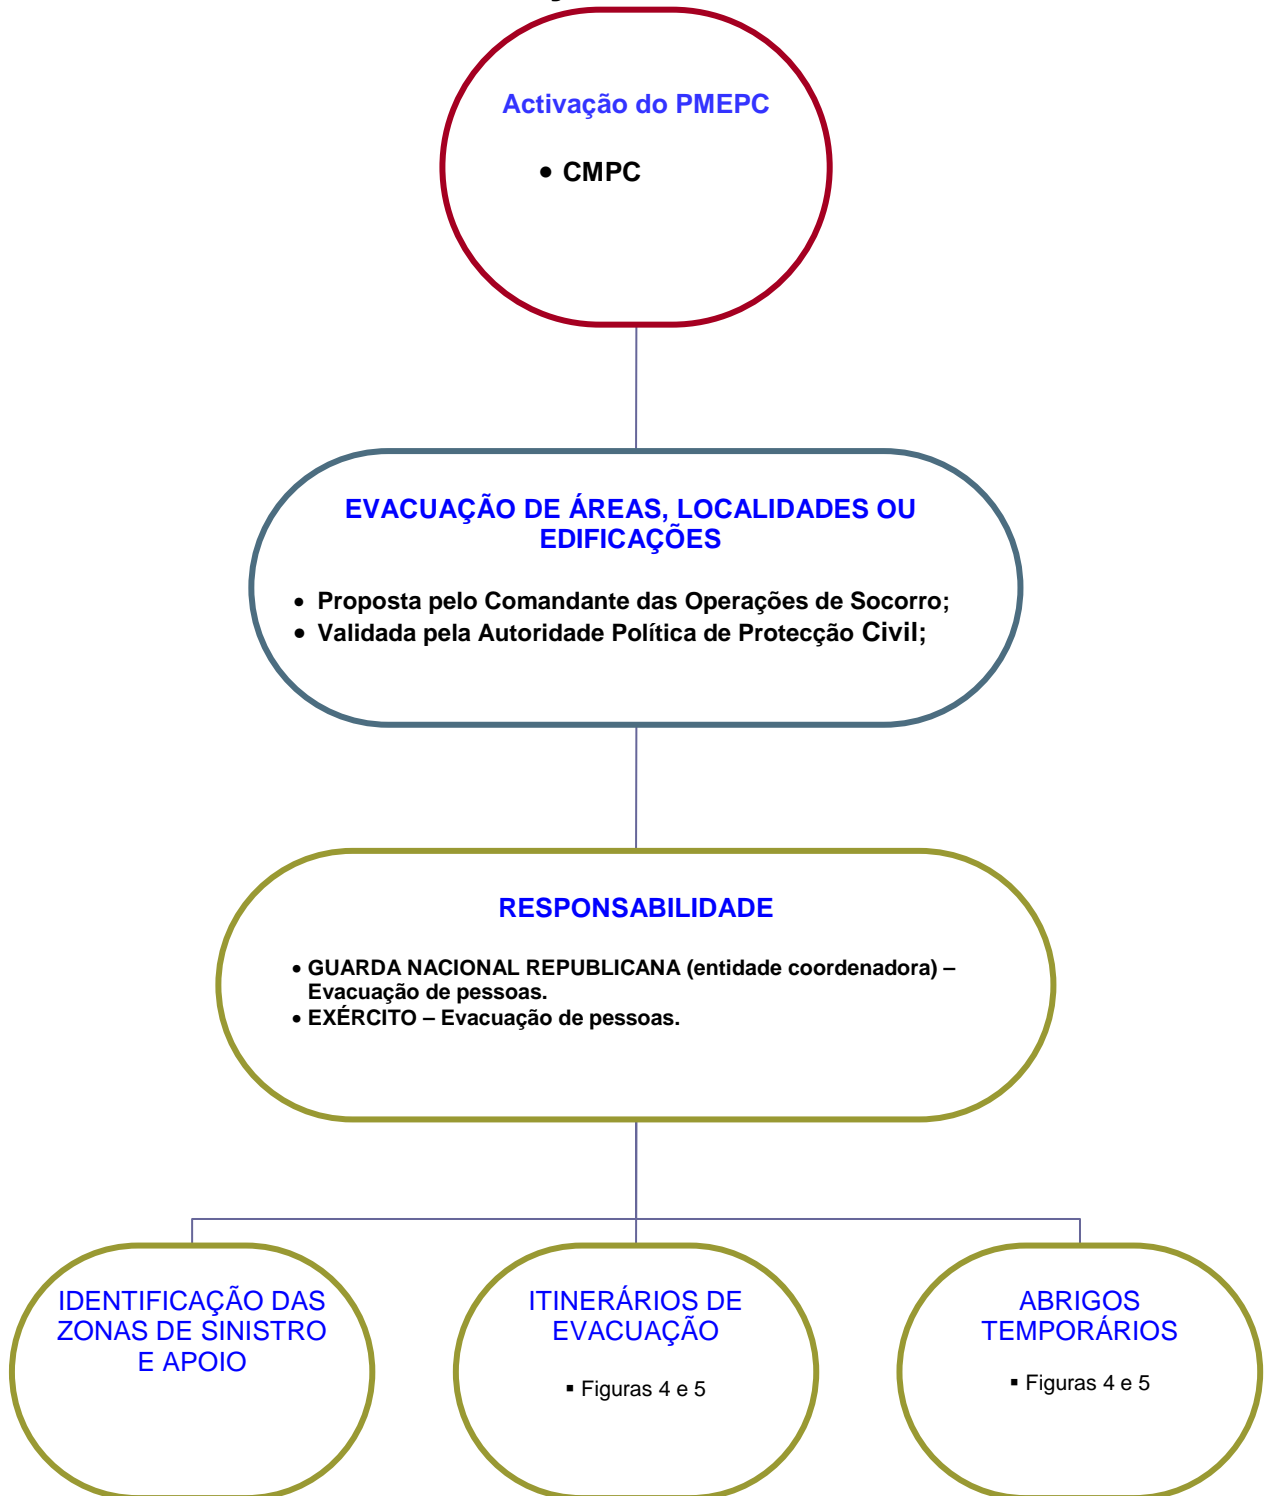 Activação do PMEPC
• CMPC
EVACUAÇÃO DE ÁREAS, LOCALIDADES OU
EDIFICAÇÕES
• Proposta pelo Comandante das Operações de Socorro;
• Validada pela Autoridade Política de Protecção Civil;
RESPONSABILIDADE
• GUARDA NACIONAL REPUBLICANA (entidade coordenadora) –
Evacuação de pessoas.
• EXÉRCITO – Evacuação de pessoas.
IDENTIFICAÇÃO DAS
ZONAS DE SINISTRO
E APOIO
ITINERÁRIOS DE
EVACUAÇÃO
▪ Figuras 4 e 5
ABRIGOS
TEMPORÁRIOS
▪ Figuras 4 e 5